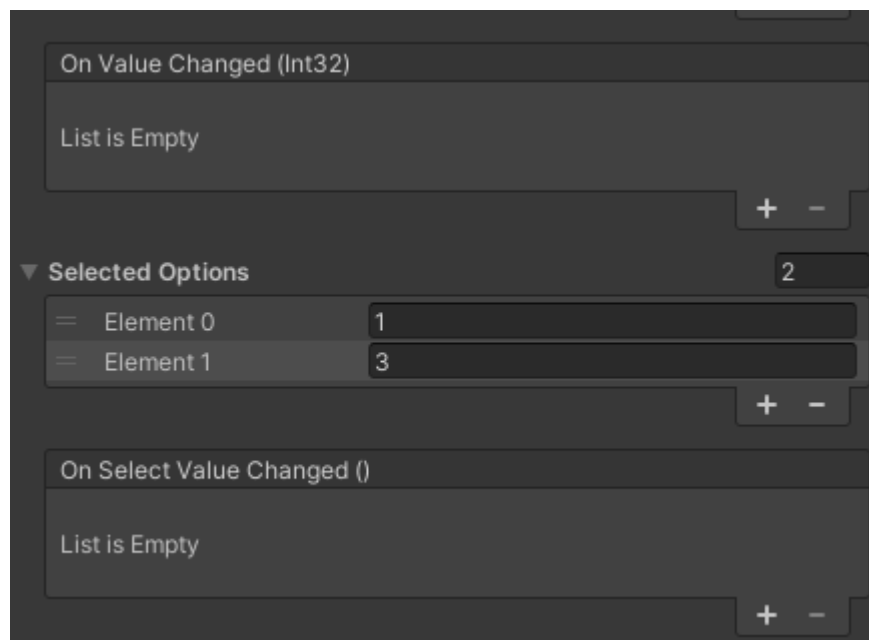 On Value Changed (Int32)
List is Empty
+ −
Selected Options 2
Element 0 1
Element 1 3
+ −
On Select Value Changed ()
List is Empty
+ −